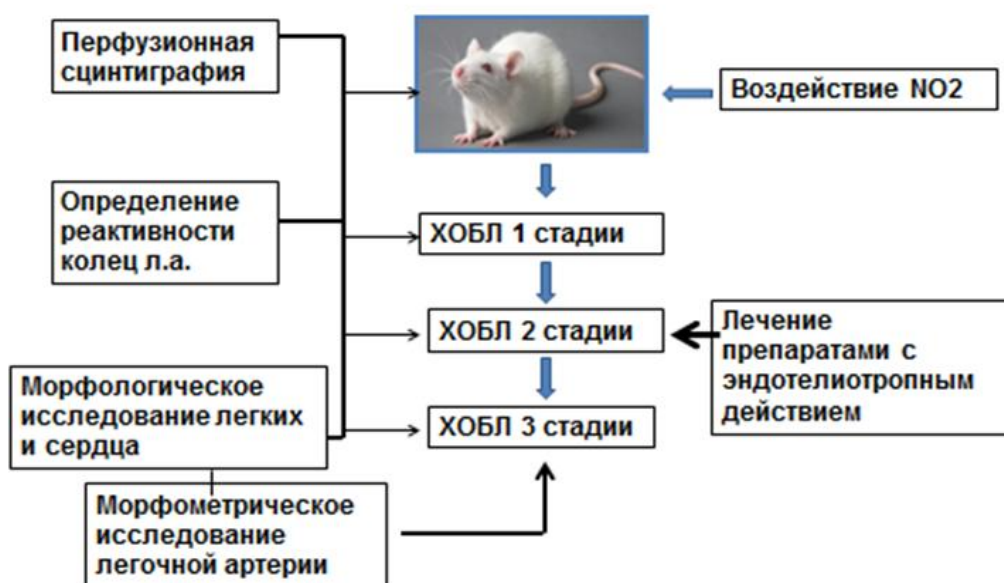 Перфузионная
сцинтиграфия
Воздействие NO2
Определение
реактивности
колец л.а.
ХОБЛ 1 стадии
ХОБЛ 2 стадии
Лечение
препаратами с
эндотелиотропным
действием
Морфологическое
исследование легких
и сердца
ХОБЛ 3 стадии
Морфометрическое
исследование
легочной артерии